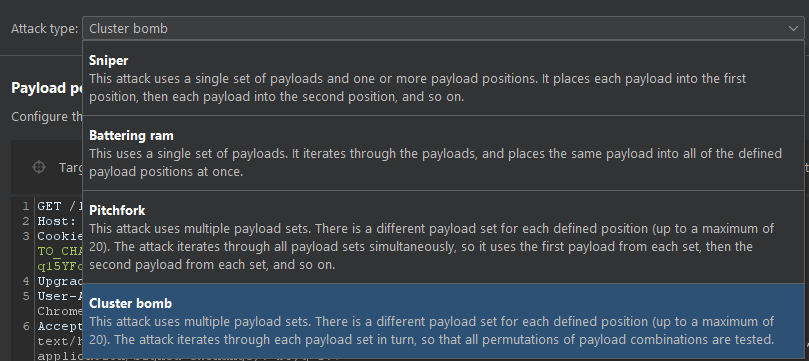 Attack type: Cluster bomb
Sniper
This attack uses a single set of payloads and one or more payload positions. It places each payload into the first
position, then each payload into the second position, and so on.
Payload po
Configure th
Battering ram
This uses a single set of payloads. It iterates through the payloads, and places the same payload into all of the defined
payload positions at once.
Targ
Pitchfork
This attack uses multiple payload sets. There is a different payload set for each defined position (up to a maximum of
20). The attack iterates through all payload sets simultaneously, so it uses the first payload from each set, then the
second payload from each set, and so on.
1 GET /
2 Host:
3 Cookie
TO_CHA
q15YFc
4 Upgrad
5 User-A
Chrome
6 Accept
text/h
Cluster bomb
This attack uses multiple payload sets. There is a different payload set for each defined position (up to a maximum of
20). The attack iterates through each payload set in turn, so that all permutations of payload combinations are tested.